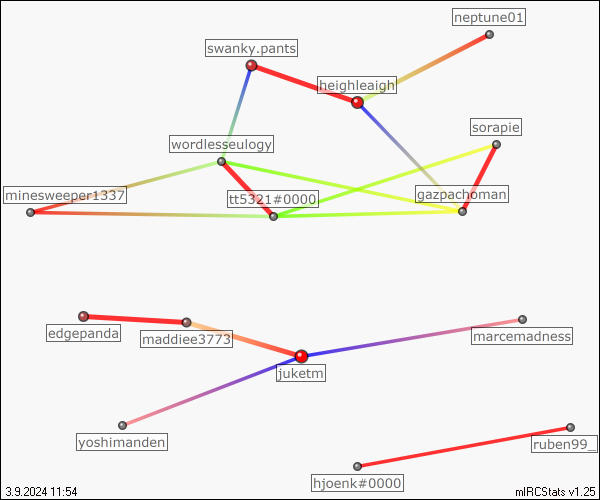 neptune01
swanky.pants
heighleaigh
sorapie
wordlesseulogy
minesweeper1337
tt5321#0000
gazpachoman
edgepanda
maddiee3773
marcemadness
juketm
yoshimanden
ruben99_
hjoenk#0000
3.9.2024 11:54
mIRCStats v1.25